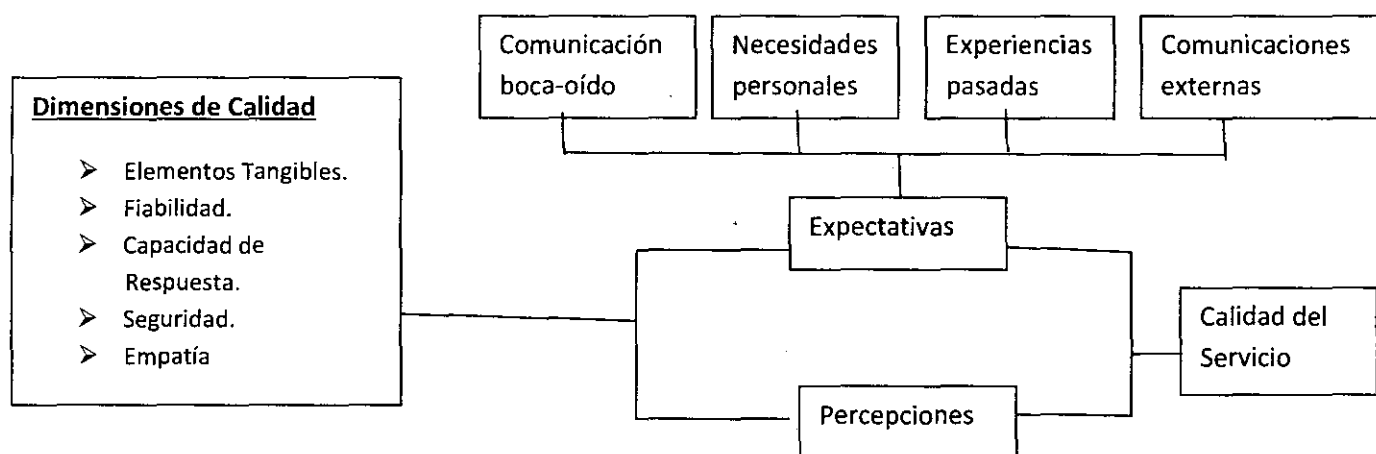 Comunicación
boca-oído
Necesidades
personales
Experiencias
pasadas
Comunicaciones
externas
Dimensiones de Calidad
➤ Elementos Tangibles.
➤ Fiabilidad.
➤ Capacidad de
Respuesta.
➤ Seguridad.
➤ Empatía
Expectativas
Calidad del
Servicio
Percepciones